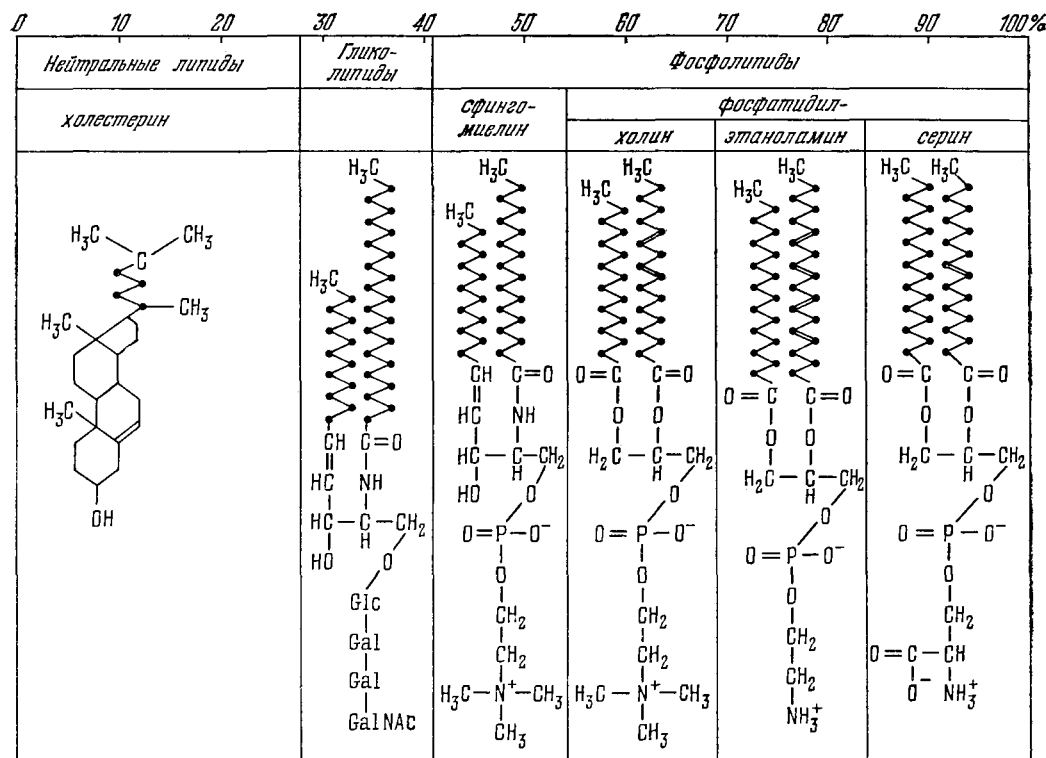 0 10 20 30 40 50 60 70 80 90 100%
Нейтральные липиды
Глико-
липиды
Фосфолипиды
холестерин
сфинго-
миелин
фосфатидил-
холин
этаноламин
серин
H₃C C CH₃
CH₃
H₃C
H₃C
OH
H₃C
H₃C
CH C=O
HC NH
HC C CH₂
HO H
O
Glc
Gal
Gal
GalNAc
H₃C
H₃C
CH C=O
HC NH
HC C CH₂
HO H O
O=P—O⁻
O
CH₂
CH₂
H₃C—N⁺—CH₃
CH₃
H₃C
H₃C
O=C C=O
O O
H₂C C CH₂
H O
O=P—O⁻
O
CH₂
CH₂
H₃C—N⁺—CH₃
CH₃
H₃C
H₃C
O=C C=O
O O
H₂C C CH₂
H O
O=P—O⁻
O
CH₂
CH₂
NH₃⁺
H₃C H₃C
O=C C=O
O O
H₂C C CH₂
H O
O=P—O⁻
O
CH₂
O=C—CH
O⁻ NH₃⁺